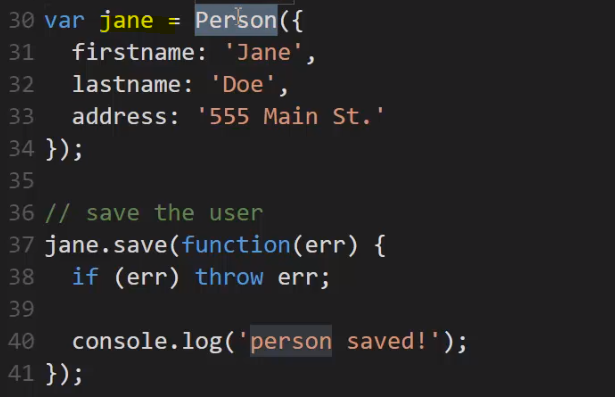 30 var jane = Person({
31   firstname: 'Jane',
32   lastname: 'Doe',
33   address: '555 Main St.'
34 });
35
36 // save the user
37 jane.save(function(err) {
38   if (err) throw err;
39
40   console.log('person saved!');
41 });